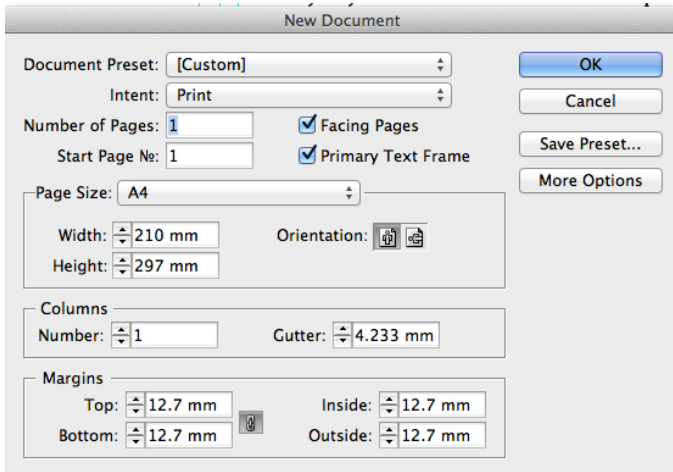 New Document
Document Preset: [Custom]
OK
Intent: Print
Cancel
Number of Pages: 1
Facing Pages
Save Preset...
Start Page №: 1
Primary Text Frame
More Options
Page Size: A4
Width: 210 mm
Orientation:
Height: 297 mm
Columns
Number: 1
Gutter: 4.233 mm
Margins
Top: 12.7 mm
Inside: 12.7 mm
Bottom: 12.7 mm
Outside: 12.7 mm